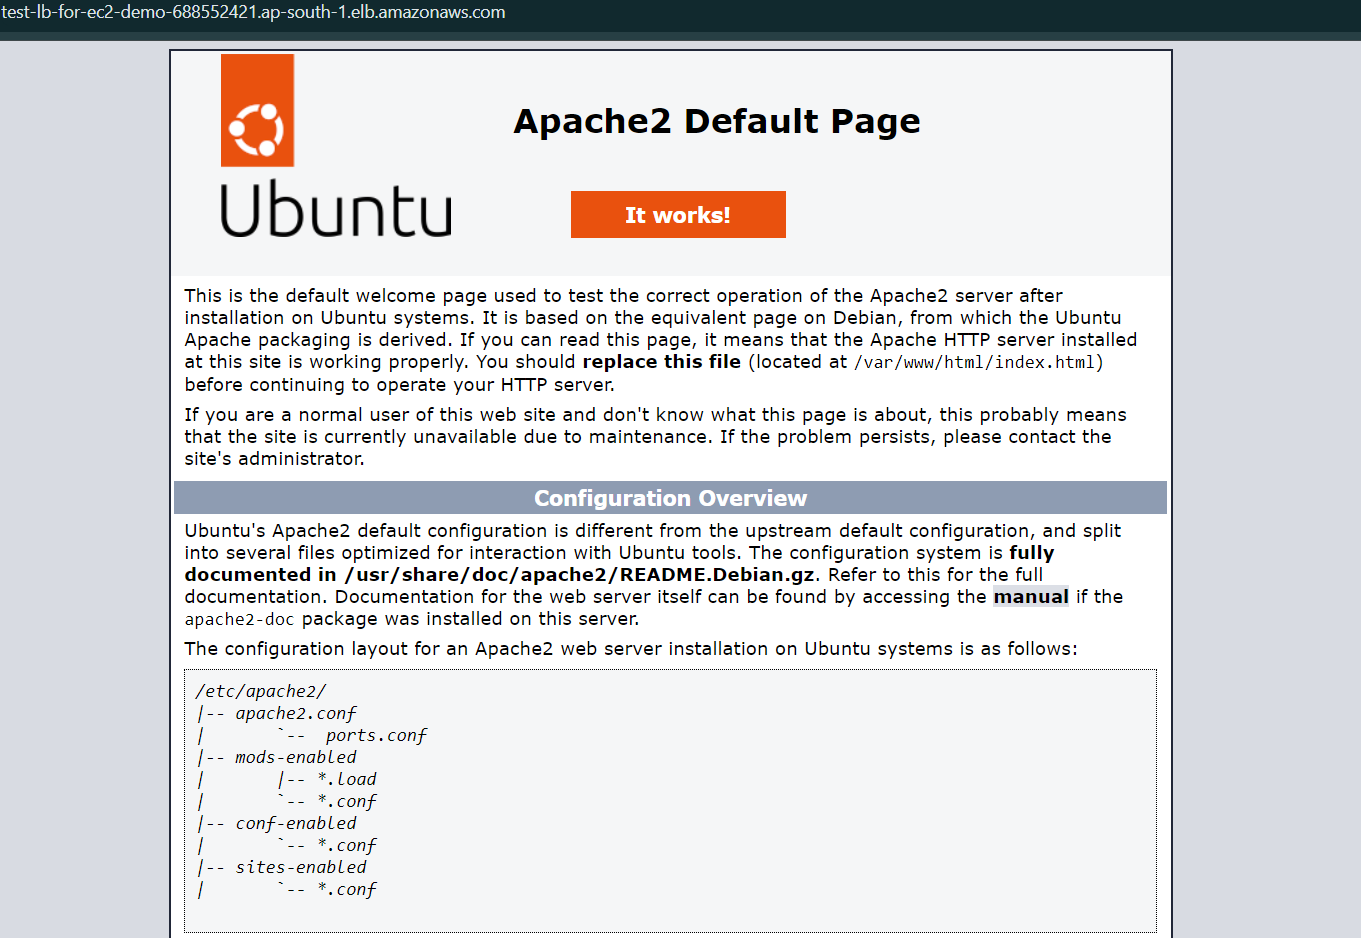 test-lb-for-ec2-demo-688552421.ap-south-1.elb.amazonaws.com
Apache2 Default Page
Ubuntu
It works!
This is the default welcome page used to test the correct operation of the Apache2 server after
installation on Ubuntu systems. It is based on the equivalent page on Debian, from which the Ubuntu
Apache packaging is derived. If you can read this page, it means that the Apache HTTP server installed
at this site is working properly. You should replace this file (located at /var/www/html/index.html)
before continuing to operate your HTTP server.
If you are a normal user of this web site and don't know what this page is about, this probably means
that the site is currently unavailable due to maintenance. If the problem persists, please contact the
site's administrator.
Configuration Overview
Ubuntu's Apache2 default configuration is different from the upstream default configuration, and split
into several files optimized for interaction with Ubuntu tools. The configuration system is fully
documented in /usr/share/doc/apache2/README.Debian.gz. Refer to this for the full
documentation. Documentation for the web server itself can be found by accessing the manual if the
apache2-doc package was installed on this server.
The configuration layout for an Apache2 web server installation on Ubuntu systems is as follows:
/etc/apache2/
|-- apache2.conf
|       `--  ports.conf
|-- mods-enabled
|       |-- *.load
|       `-- *.conf
|-- conf-enabled
|       `-- *.conf
|-- sites-enabled
|       `-- *.conf